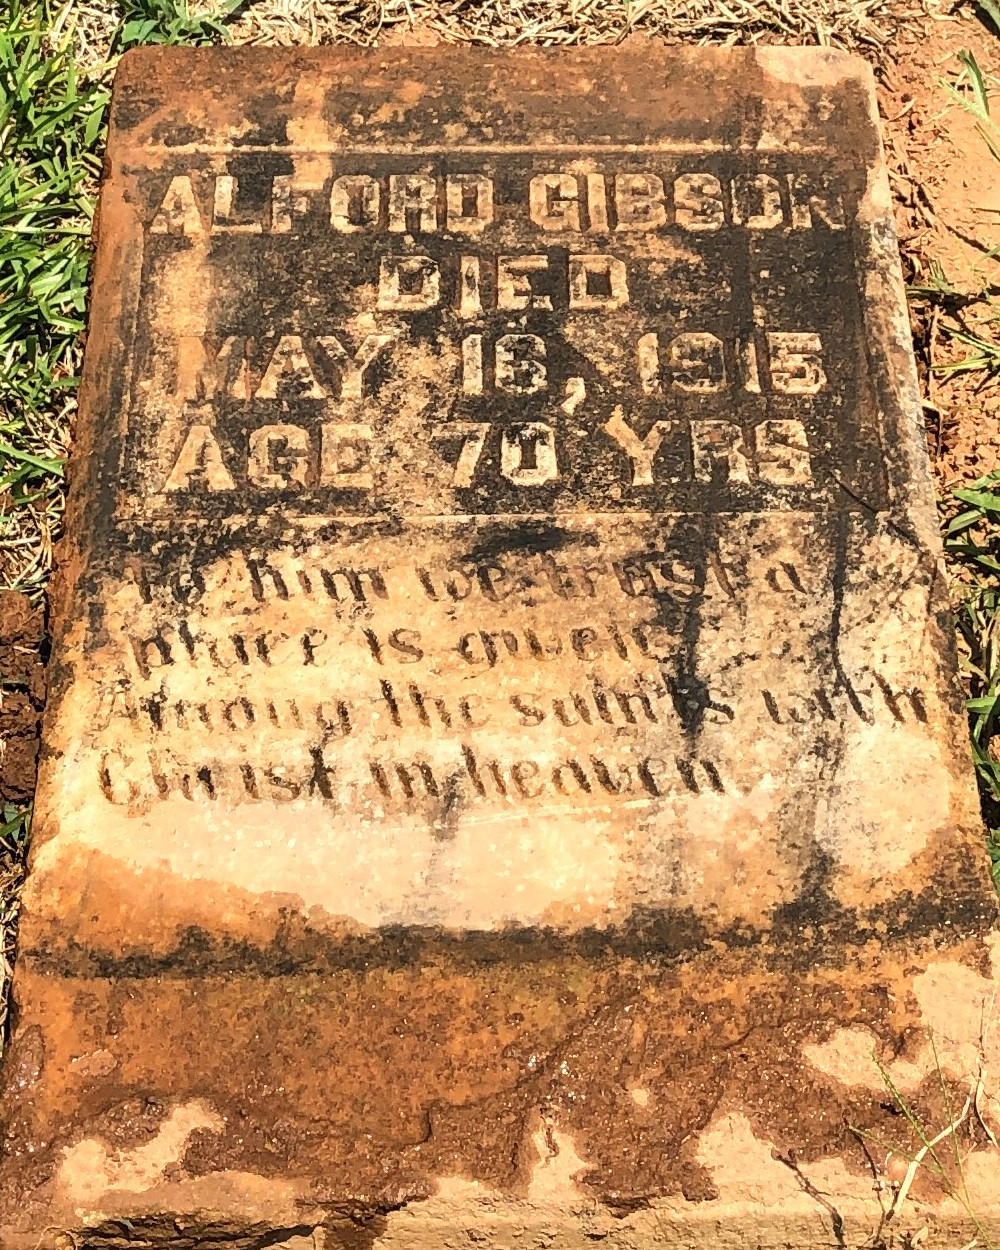 ALFORD GIBSON
DIED
MAY 16, 1915
AGE 70 YRS
To him we trust a
place is gueic
Among the saints with
Christ in heaven.